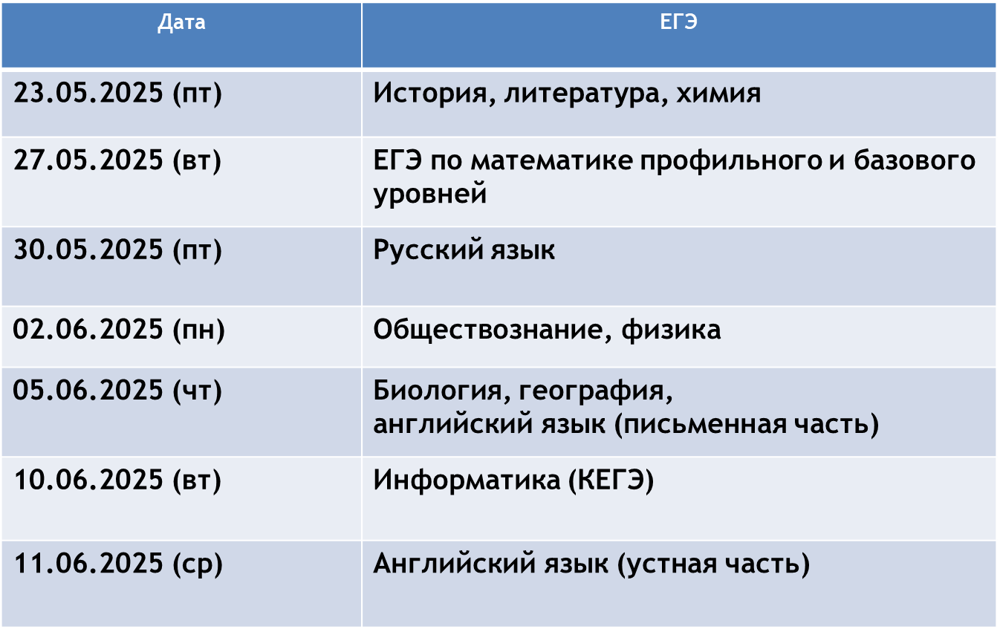 Дата
ЕГЭ
23.05.2025 (пт)
История, литература, химия
27.05.2025 (вт)
ЕГЭ по математике профильного и базового
уровней
30.05.2025 (пт)
Русский язык
02.06.2025 (пн)
Обществознание, физика
05.06.2025 (чт)
Биология, география,
английский язык (письменная часть)
10.06.2025 (вт)
Информатика (КЕГЭ)
11.06.2025 (ср)
Английский язык (устная часть)